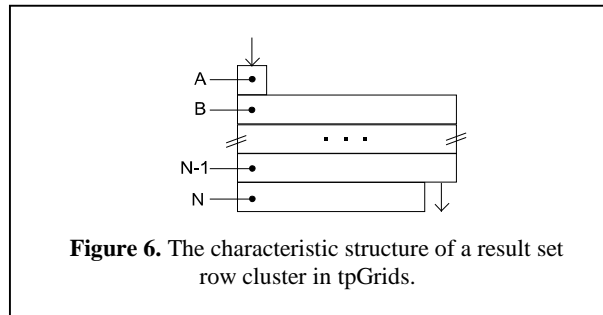 A
B
. . .
N-1
N
Figure 6. The characteristic structure of a result set
row cluster in tpGrids.